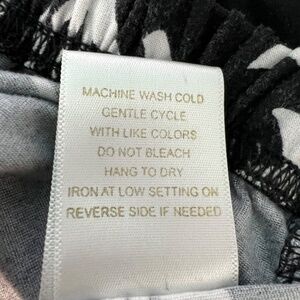 MACHINE WASH COLD
GENTLE CYCLE
WITH LIKE COLORS
DO NOT BLEACH
HANG TO DRY
IRON AT LOW SETTING ON
REVERSE SIDE IF NEEDED